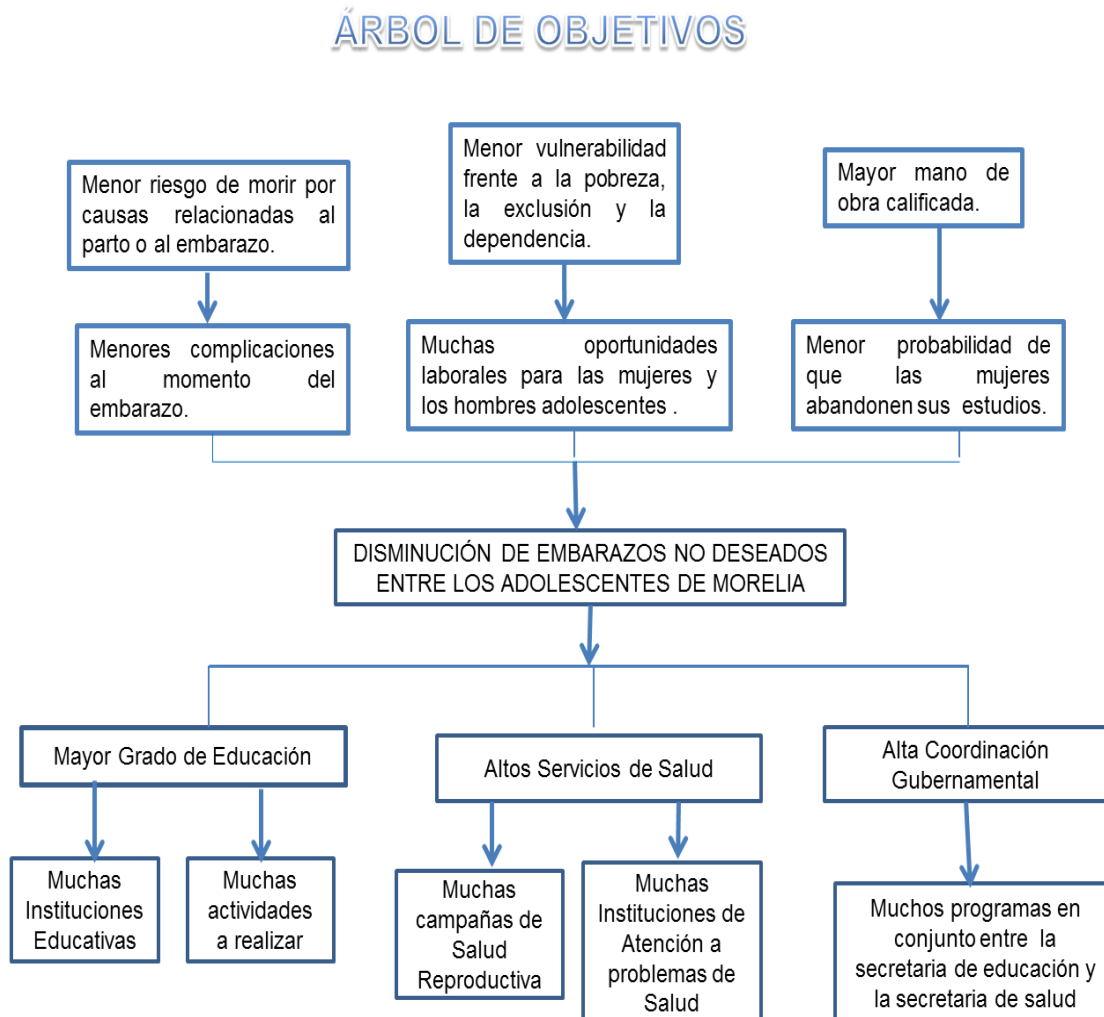 ÁRBOL DE OBJETIVOS
Menor riesgo de morir por
causas relacionadas al
parto o al embarazo.
Menor vulnerabilidad
frente a la pobreza,
la exclusión y la
dependencia.
Mayor mano de
obra calificada.
Menores complicaciones
al momento del
embarazo.
Muchas oportunidades
laborales para las mujeres y
los hombres adolescentes .
Menor probabilidad de
que las mujeres
abandonen sus estudios.
DISMINUCIÓN DE EMBARAZOS NO DESEADOS
ENTRE LOS ADOLESCENTES DE MORELIA
Mayor Grado de Educación
Altos Servicios de Salud
Alta Coordinación
Gubernamental
Muchas
Instituciones
Educativas
Muchas
actividades
a realizar
Muchas
campañas de
Salud
Reproductiva
Muchas
Instituciones de
Atención a
problemas de
Salud
Muchos programas en
conjunto entre la
secretaria de educación y
la secretaria de salud